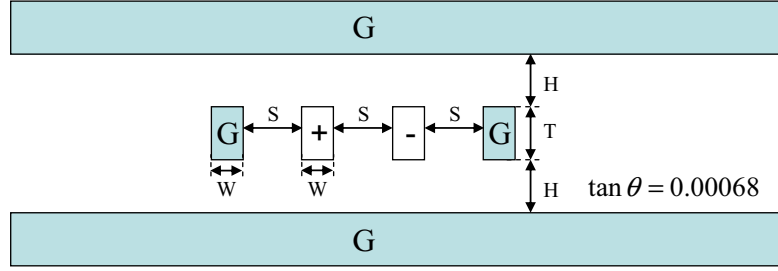 G
H
S S S
G + - G T
W W
H tan θ = 0.00068
G